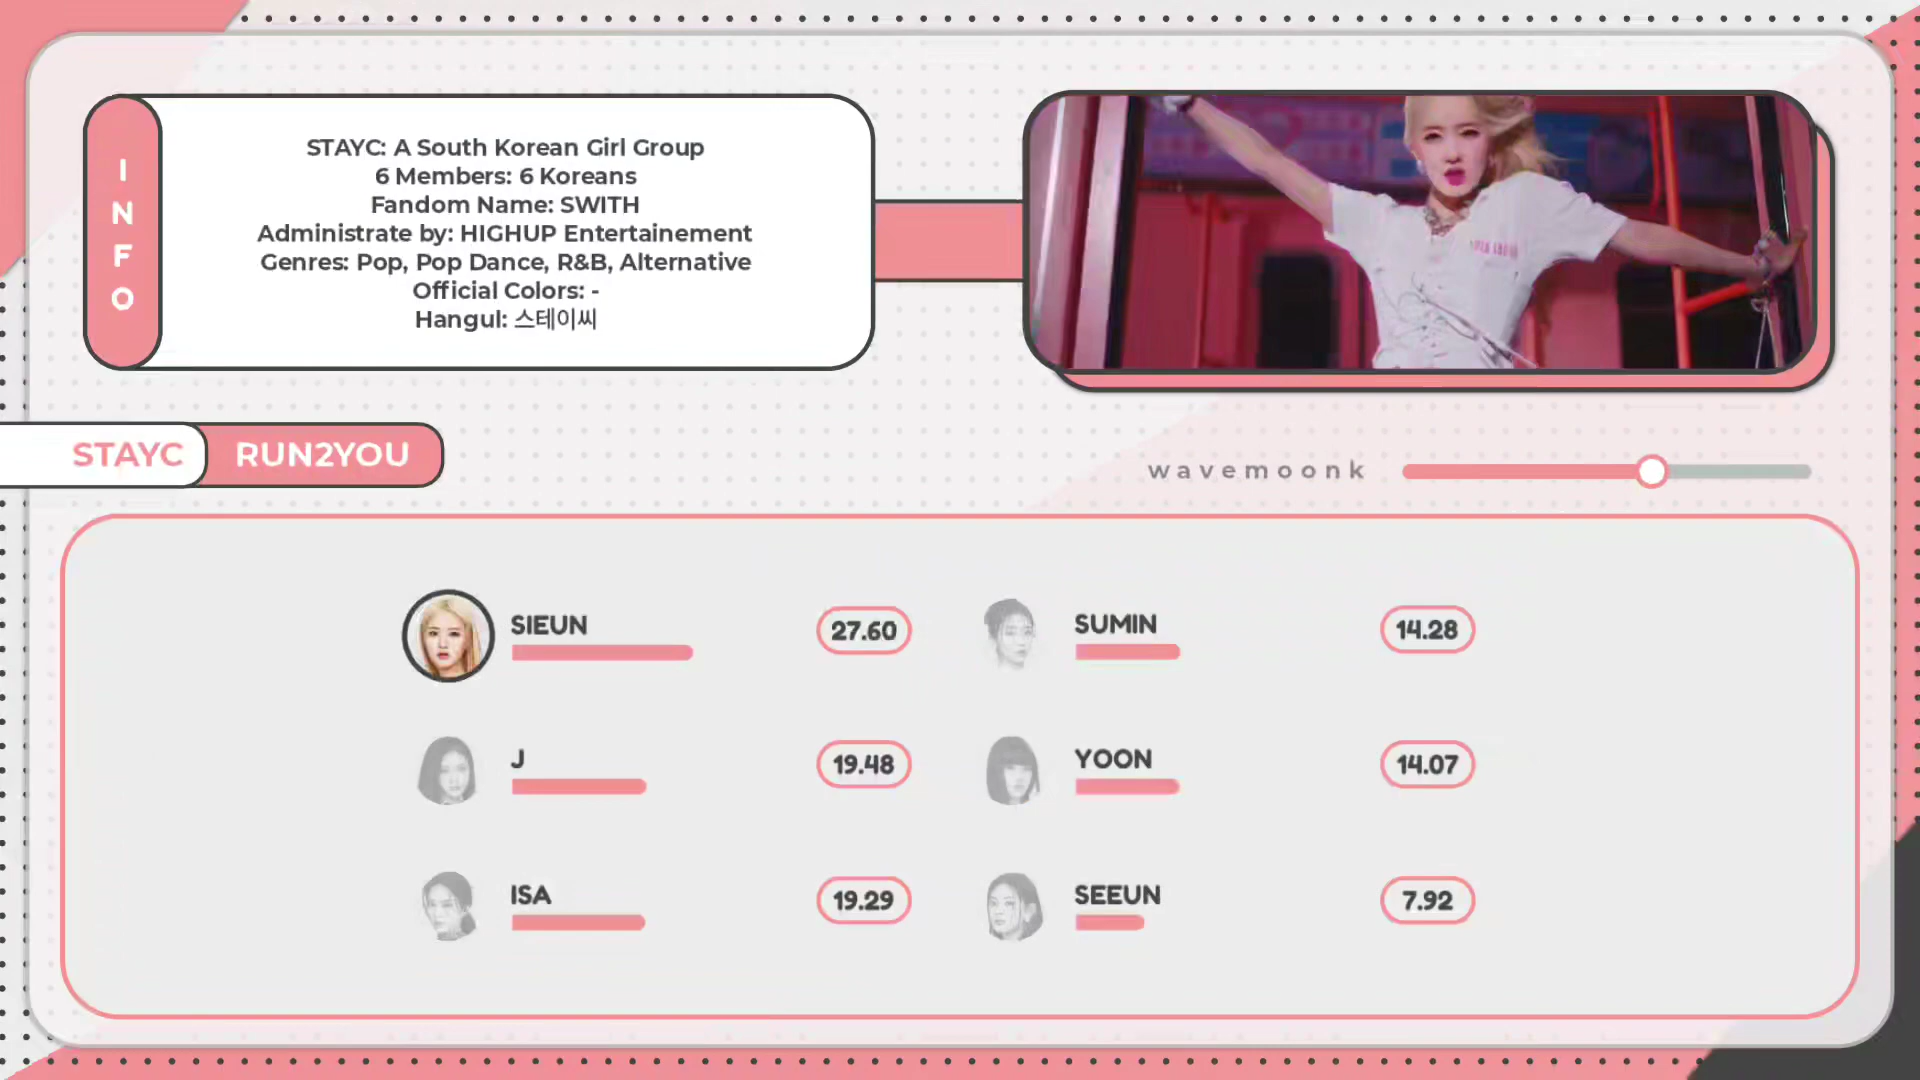 INFO
STAYC: A South Korean Girl Group
6 Members: 6 Koreans
Fandom Name: SWITH
Administrate by: HIGHUP Entertainement
Genres: Pop, Pop Dance, R&B, Alternative
Official Colors: -
Hangul: 스테이씨
STAYC RUN2YOU
wavemoonk
SIEUN 27.60
SUMIN 14.28
J 19.48
YOON 14.07
ISA 19.29
SEEUN 7.92